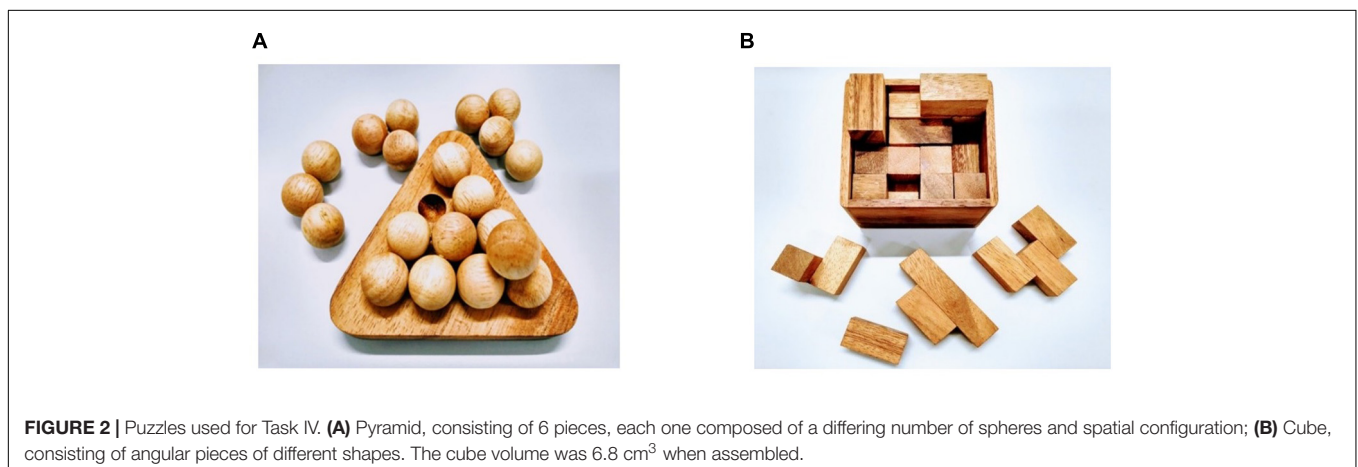 A
B
FIGURE 2 | Puzzles used for Task IV. (A) Pyramid, consisting of 6 pieces, each one composed of a differing number of spheres and spatial configuration; (B) Cube,
consisting of angular pieces of different shapes. The cube volume was 6.8 cm³ when assembled.